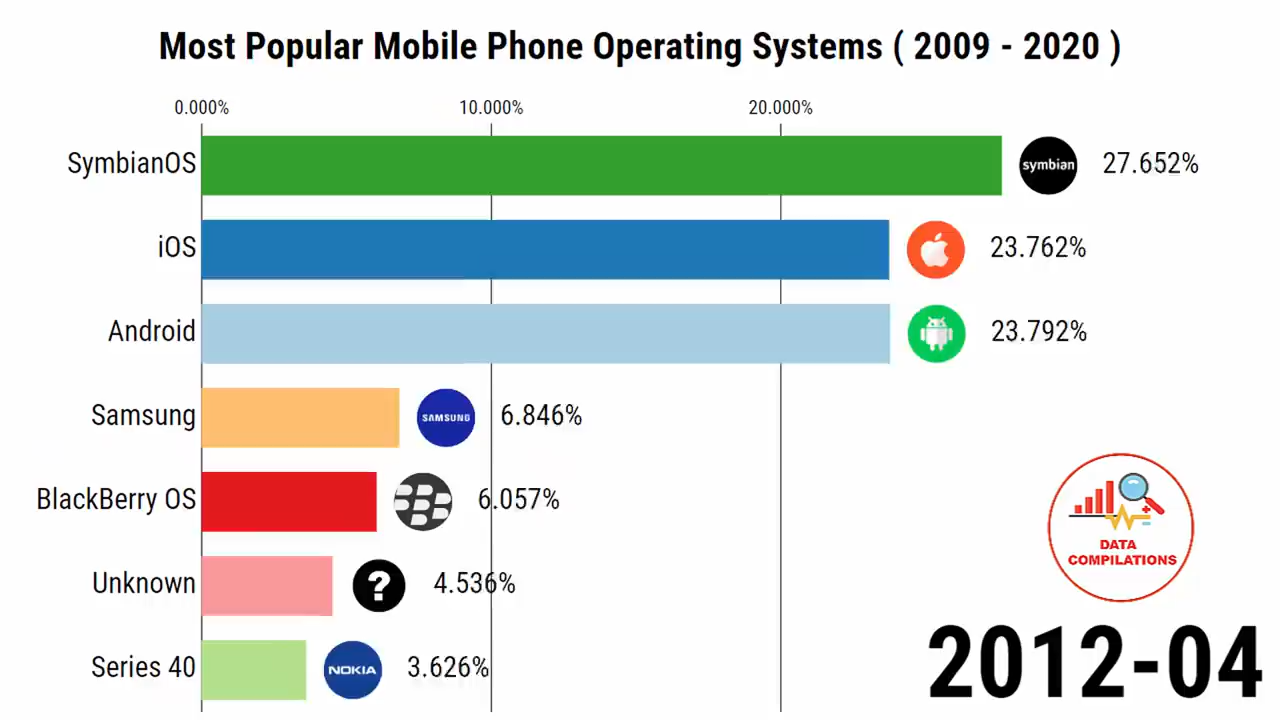 Most Popular Mobile Phone Operating Systems ( 2009 - 2020 )
0.000% 10.000% 20.000%
SymbianOS symbian 27.652%
iOS 23.762%
Android 23.792%
Samsung SAMSUNG 6.846%
BlackBerry OS 6.057%
Unknown ? 4.536%
Series 40 NOKIA 3.626%
DATA
COMPILATIONS
2012-04